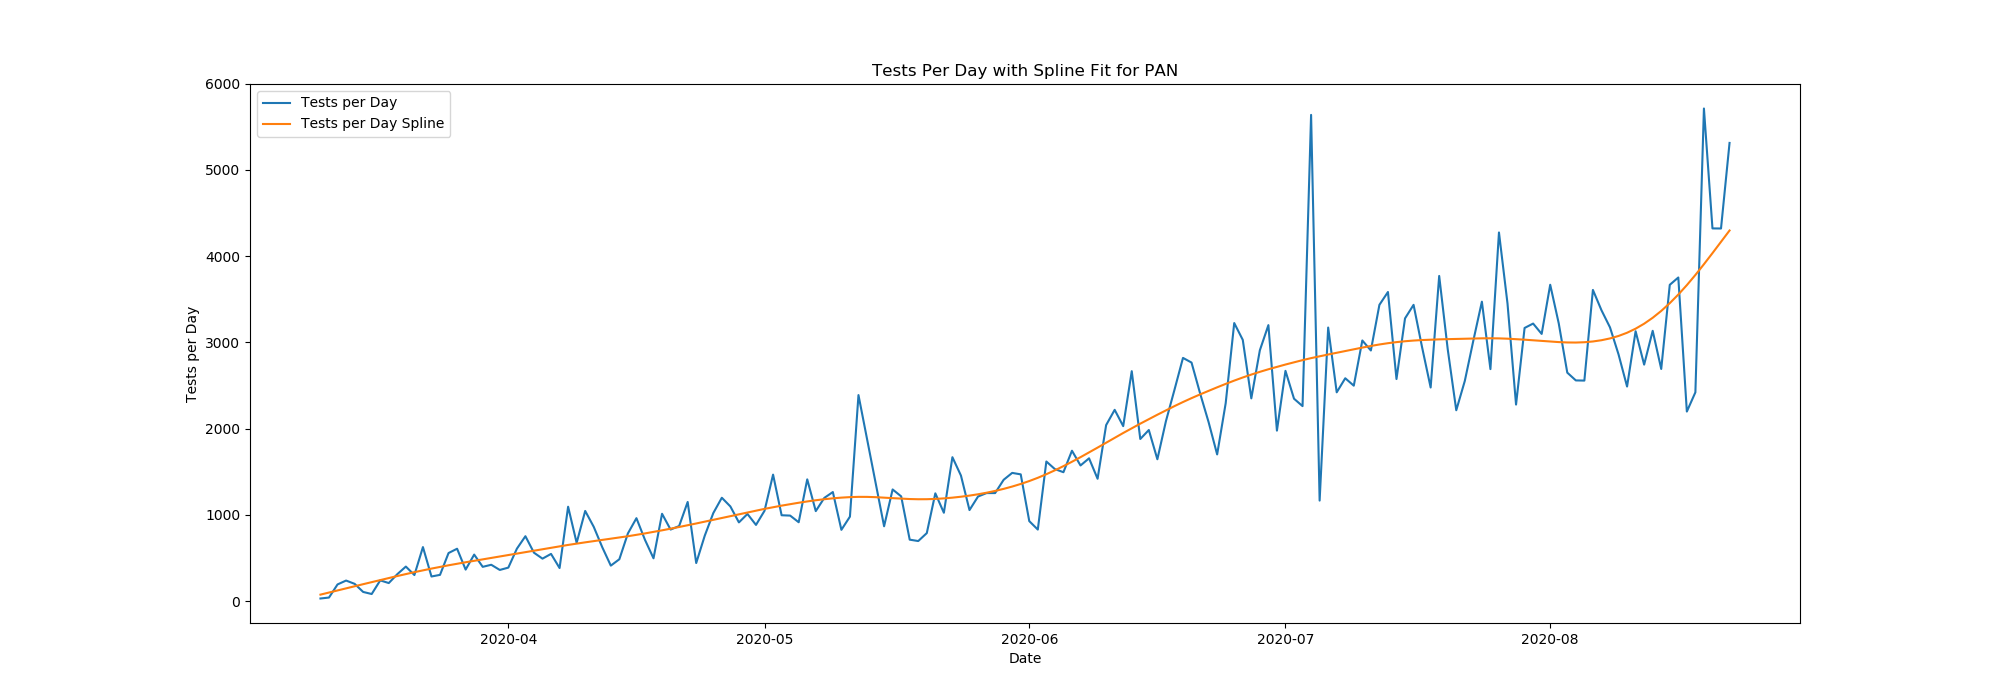 Tests Per Day with Spline Fit for PAN
Tests per Day
Tests per Day Spline
6000
5000
4000
3000
2000
1000
0
Tests per Day
2020-04
2020-05
2020-06
2020-07
2020-08
Date